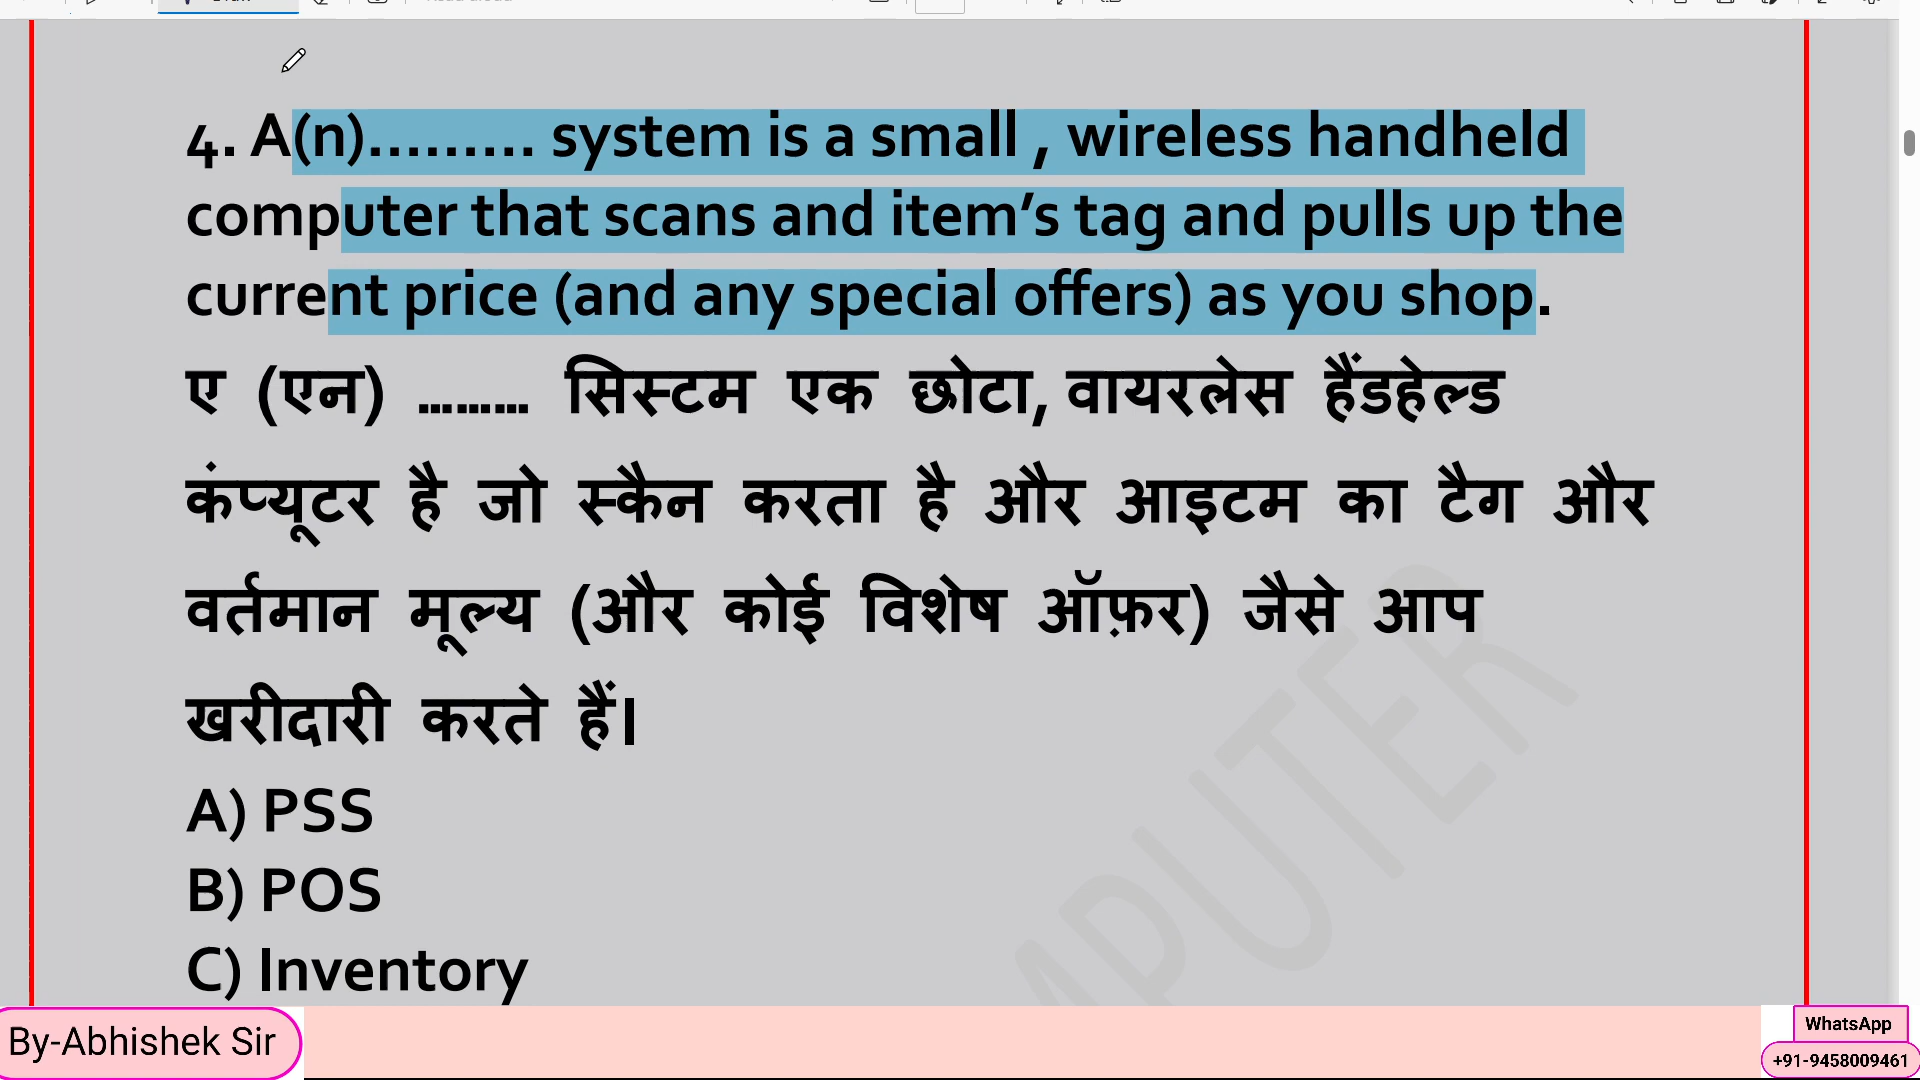 4. A(n)......... system is a small , wireless handheld
computer that scans and item’s tag and pulls up the
current price (and any special offers) as you shop.
ए (एन) ......... सिस्टम एक छोटा, वायरलेस हैंडहेल्ड
कंप्यूटर है जो स्कैन करता है और आइटम का टैग और
वर्तमान मूल्य (और कोई विशेष ऑफ़र) जैसे आप
खरीदारी करते हैं।
A) PSS
B) POS
C) Inventory
By-Abhishek Sir
WhatsApp
+91-9458009461